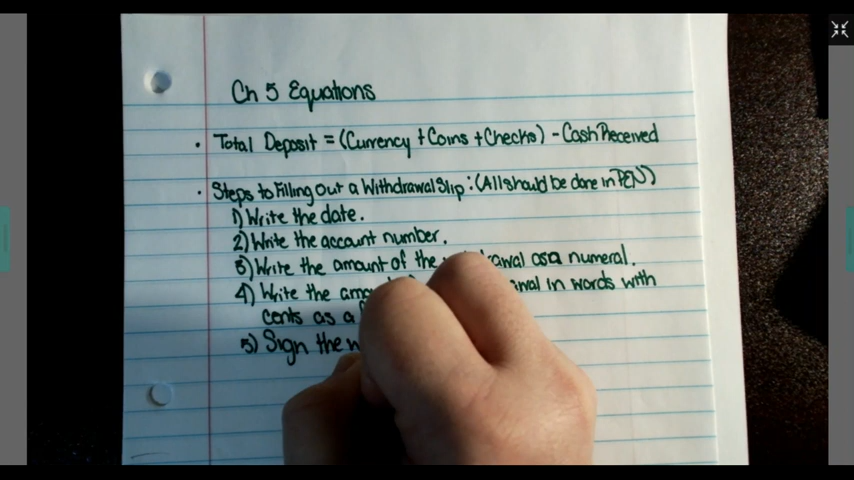 Ch 5 Equations
• Total Deposit = (Currency + Coins + Checks) - Cash Received
• Steps to Filling Out a Withdrawal Slip: (All should be done in PEN)
1) Write the date.
2) Write the account number.
3) Write the amount of the drawal as a numeral.
4) Write the amo wal in words with
cents as a
5) Sign the